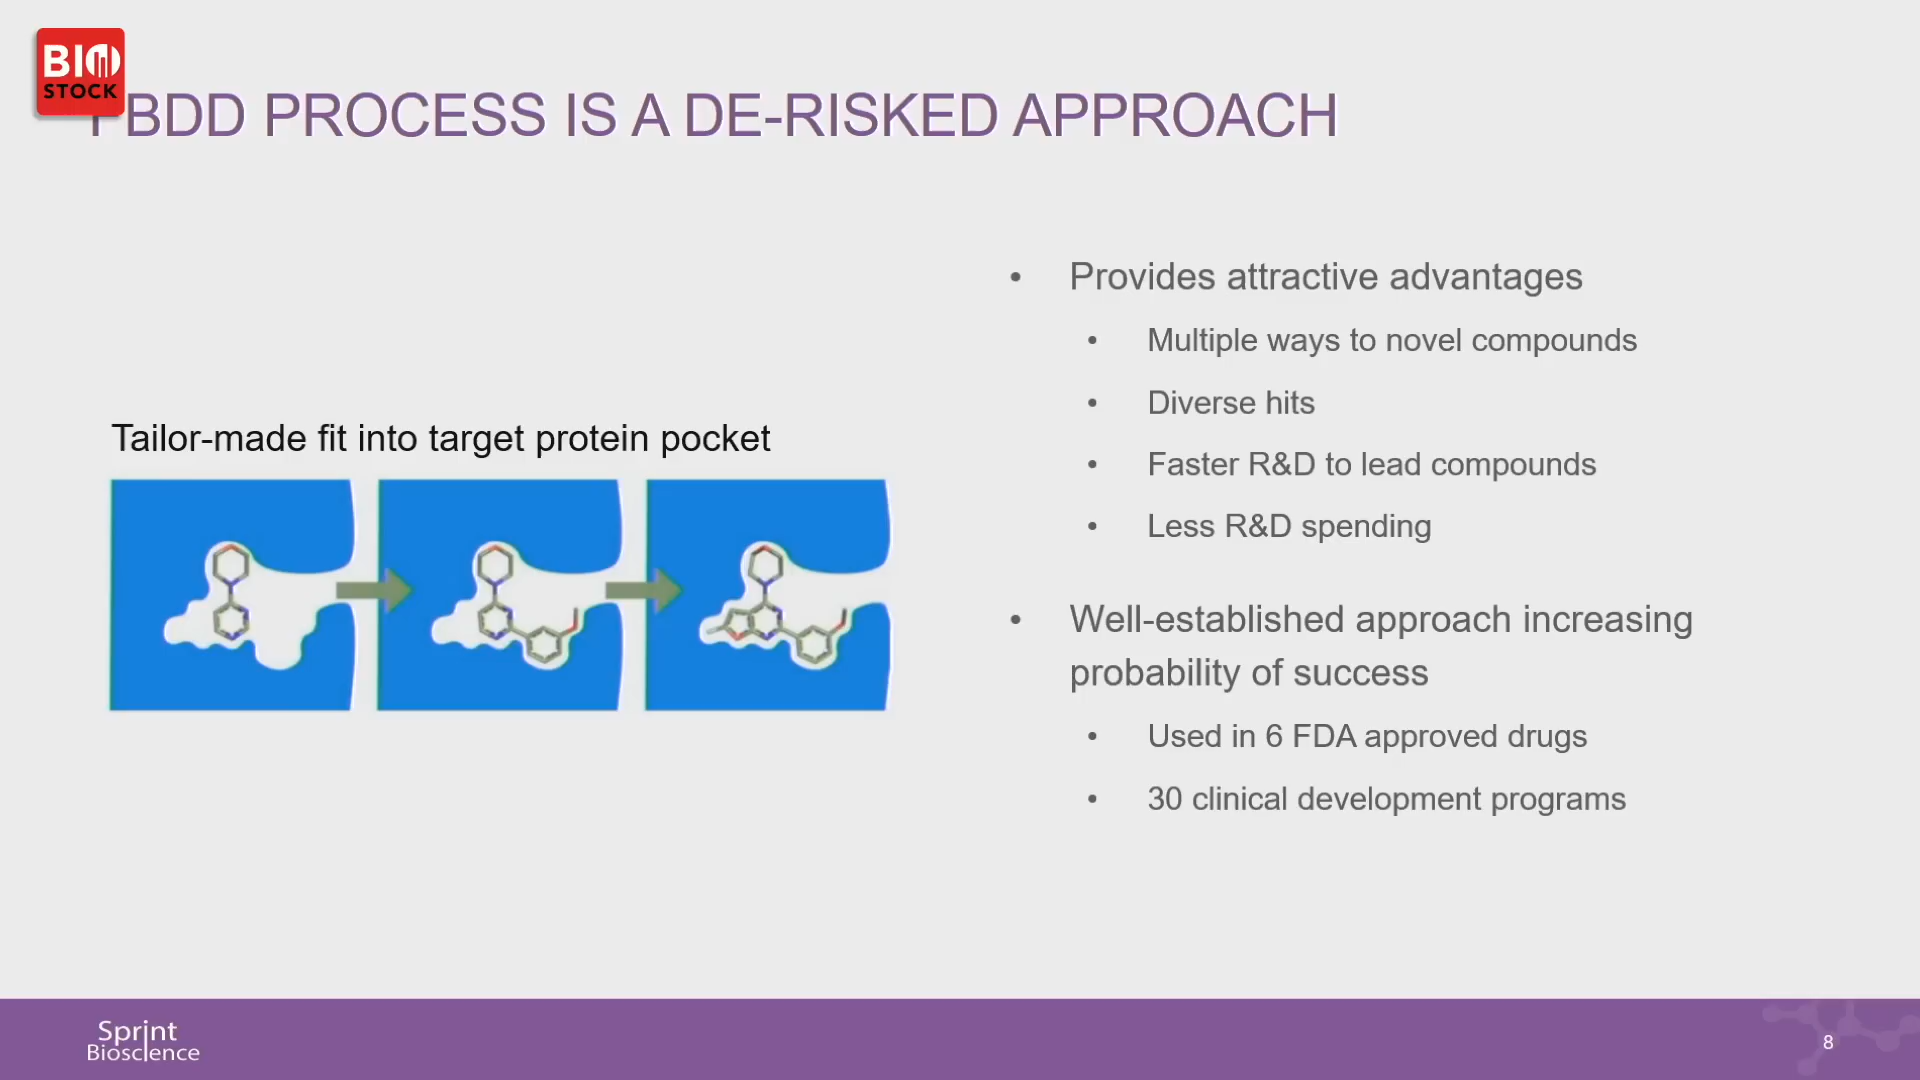 BIO
STOCK
FBDD PROCESS IS A DE-RISKED APPROACH
Tailor-made fit into target protein pocket
• Provides attractive advantages
• Multiple ways to novel compounds
• Diverse hits
• Faster R&D to lead compounds
• Less R&D spending
• Well-established approach increasing
probability of success
• Used in 6 FDA approved drugs
• 30 clinical development programs
Sprint
Bioscience
8